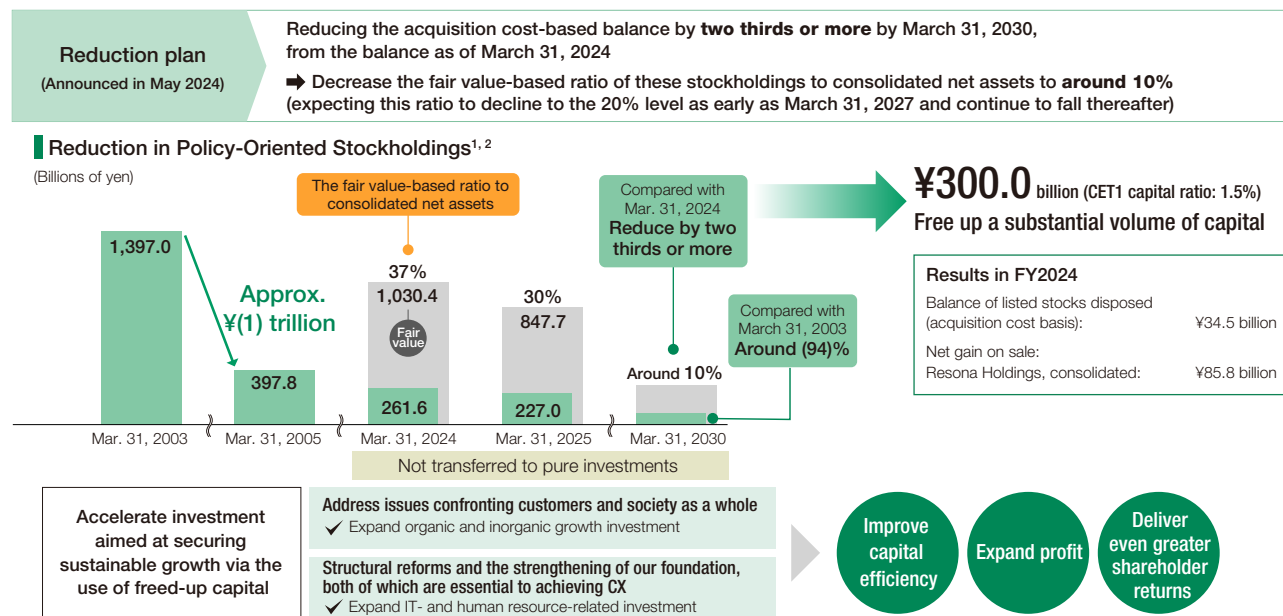 Reduction plan
(Announced in May 2024)
Reducing the acquisition cost-based balance by two thirds or more by March 31, 2030,
from the balance as of March 31, 2024
➡ Decrease the fair value-based ratio of these stockholdings to consolidated net assets to around 10%
(expecting this ratio to decline to the 20% level as early as March 31, 2027 and continue to fall thereafter)
Reduction in Policy-Oriented Stockholdings1, 2
(Billions of yen)
The fair value-based ratio to
consolidated net assets
Compared with
Mar. 31, 2024
Reduce by two
thirds or more
¥300.0 billion (CET1 capital ratio: 1.5%)
Free up a substantial volume of capital
1,397.0
Approx.
¥(1) trillion
397.8
37%
1,030.4
Fair
value
261.6
30%
847.7
227.0
Around 10%
Compared with
March 31, 2003
Around (94)%
Mar. 31, 2003
Mar. 31, 2005
Mar. 31, 2024
Mar. 31, 2025
Mar. 31, 2030
Not transferred to pure investments
Results in FY2024
Balance of listed stocks disposed
(acquisition cost basis): ¥34.5 billion
Net gain on sale:
Resona Holdings, consolidated: ¥85.8 billion
Accelerate investment
aimed at securing
sustainable growth via the
use of freed-up capital
Address issues confronting customers and society as a whole
✓ Expand organic and inorganic growth investment
Structural reforms and the strengthening of our foundation,
both of which are essential to achieving CX
✓ Expand IT- and human resource-related investment
Improve
capital
efficiency
Expand profit
Deliver
even greater
shareholder
returns